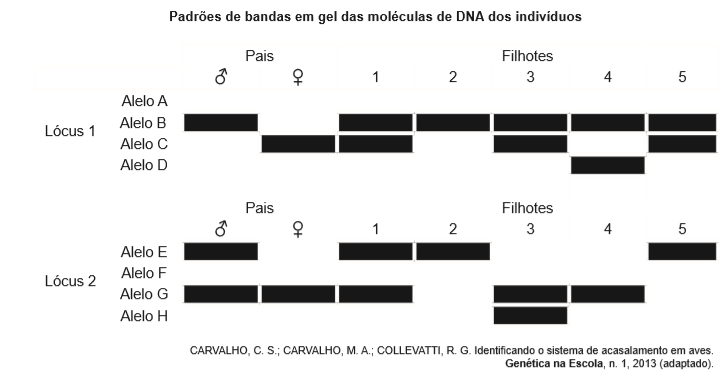 Padrões de bandas em gel das moléculas de DNA dos indivíduos
Pais Filhotes
♂ ♀ 1 2 3 4 5
Lócus 1
Alelo A
Alelo B
Alelo C
Alelo D
Pais Filhotes
♂ ♀ 1 2 3 4 5
Lócus 2
Alelo E
Alelo F
Alelo G
Alelo H
CARVALHO, C. S.; CARVALHO, M. A.; COLLEVATTI, R. G. Identificando o sistema de acasalamento em aves.
Genética na Escola, n. 1, 2013 (adaptado).